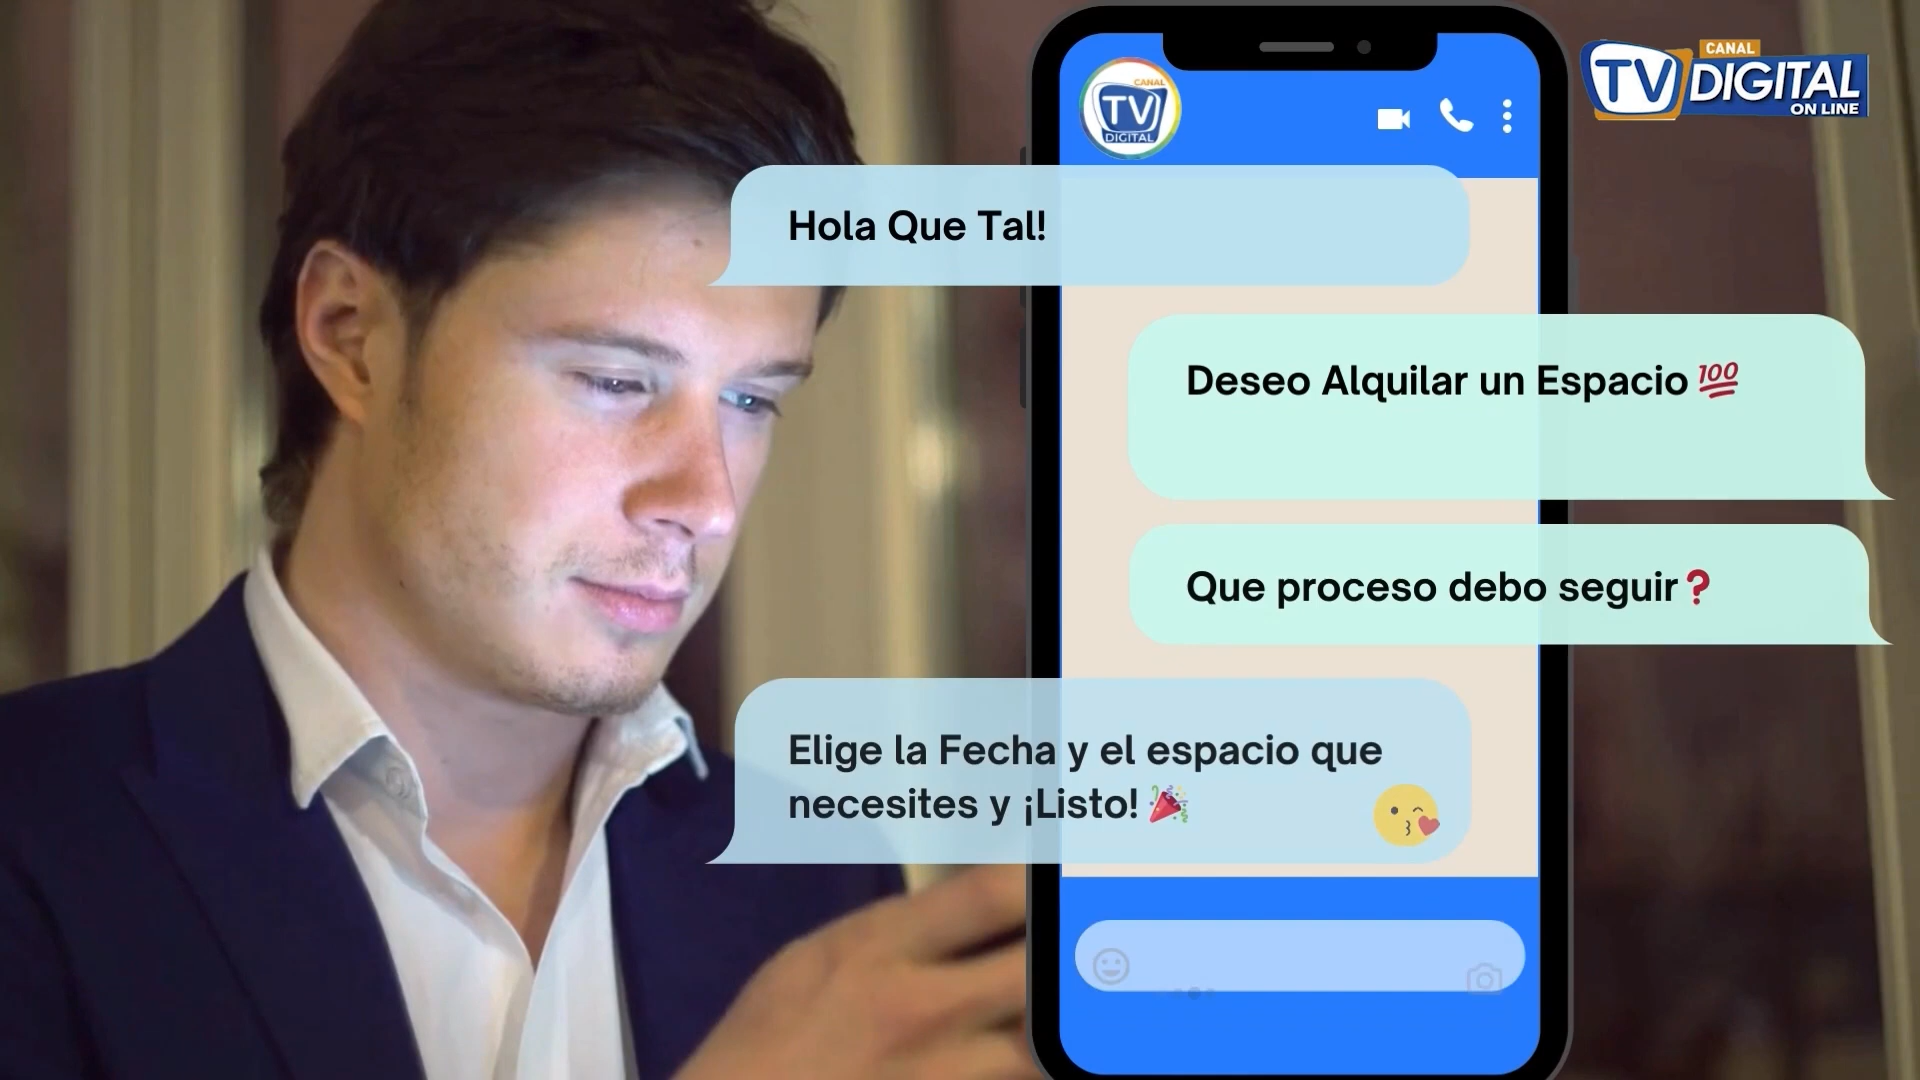 CANAL
TV
DIGITAL
CANAL
TV DIGITAL
ON LINE
Hola Que Tal!
Deseo Alquilar un Espacio 💯
Que proceso debo seguir❓
Elige la Fecha y el espacio que
necesites y ¡Listo! 🎉
😘